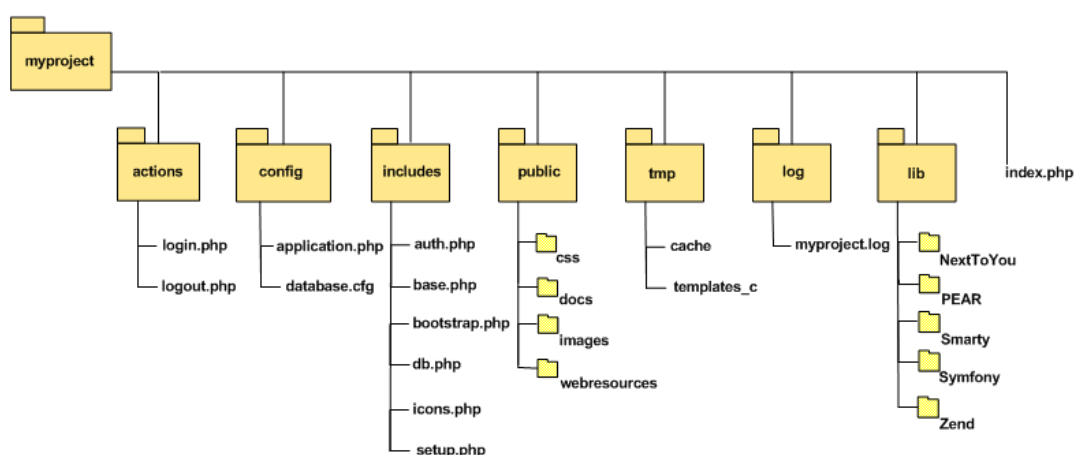 myproject
actions
config
includes
public
tmp
log
lib
index.php
login.php
logout.php
application.php
database.cfg
auth.php
base.php
bootstrap.php
db.php
icons.php
setup.php
css
docs
images
webresources
cache
templates_c
myproject.log
NextToYou
PEAR
Smarty
Symfony
Zend